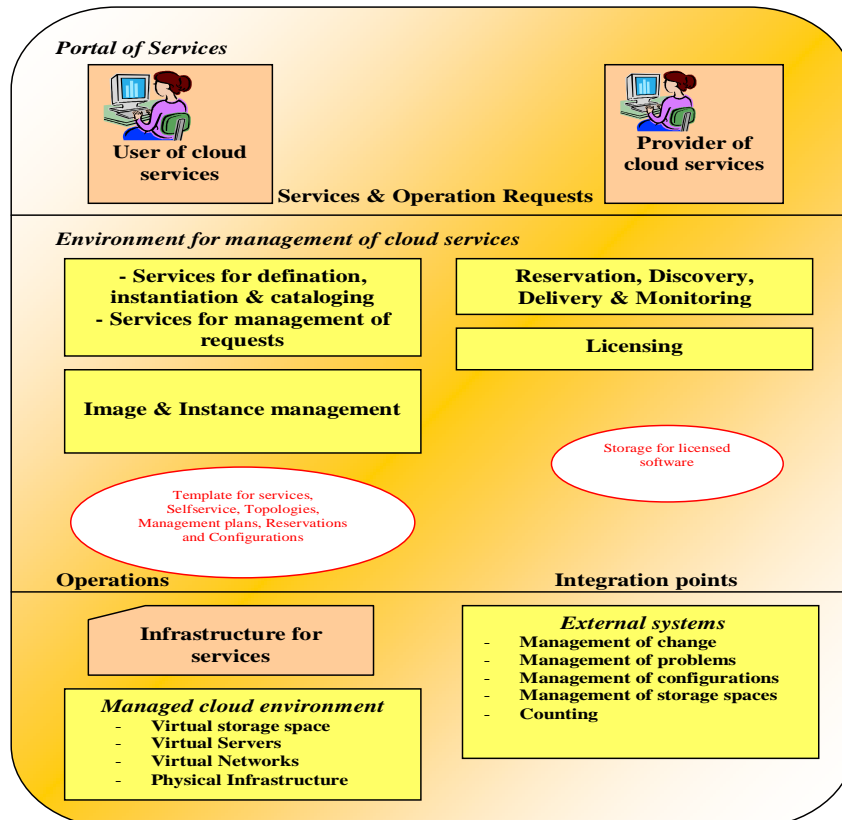 Portal of Services
User of cloud
services
Provider of
cloud services
Services & Operation Requests
Environment for management of cloud services
- Services for defination,
instantiation & cataloging
- Services for management of
requests
Reservation, Discovery,
Delivery & Monitoring
Licensing
Image & Instance management
Storage for licensed
software
Template for services,
Selfservice, Topologies,
Management plans, Reservations
and Configurations
Operations
Integration points
Infrastructure for
services
External systems
- Management of change
- Management of problems
- Management of configurations
- Management of storage spaces
- Counting
Managed cloud environment
- Virtual storage space
- Virtual Servers
- Virtual Networks
- Physical Infrastructure